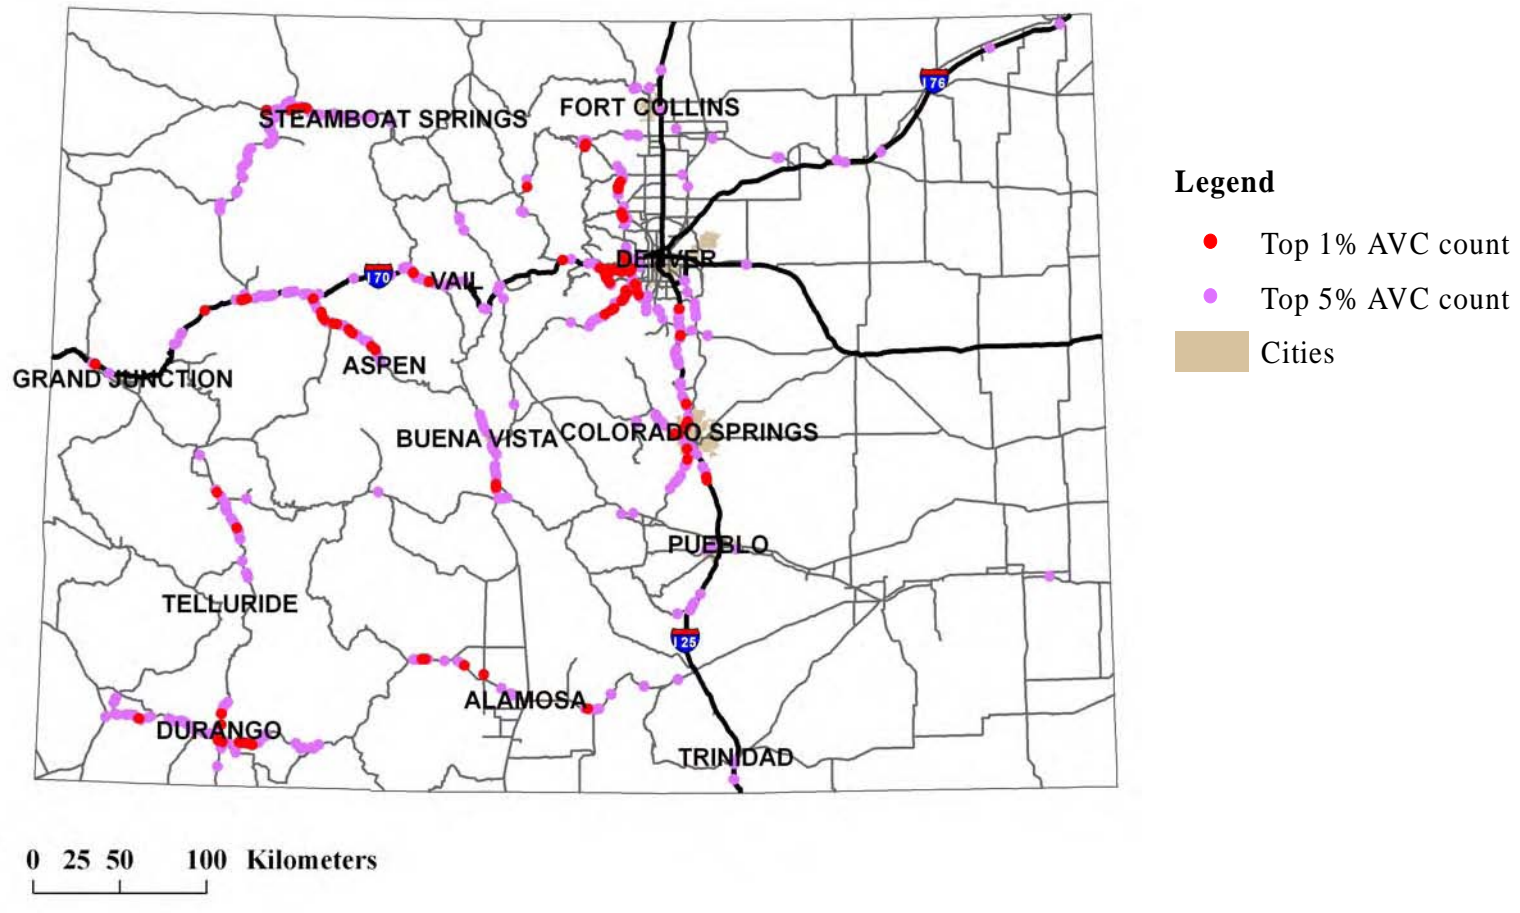 I 76
FORT COLLINS
STEAMBOAT SPRINGS
DENVER
I 70
VAIL
ASPEN
GRAND JUNCTION
BUENA VISTA
COLORADO SPRINGS
PUEBLO
TELLURIDE
I 25
ALAMOSA
DURANGO
TRINIDAD
Legend
Top 1% AVC count
Top 5% AVC count
Cities
0 25 50 100 Kilometers